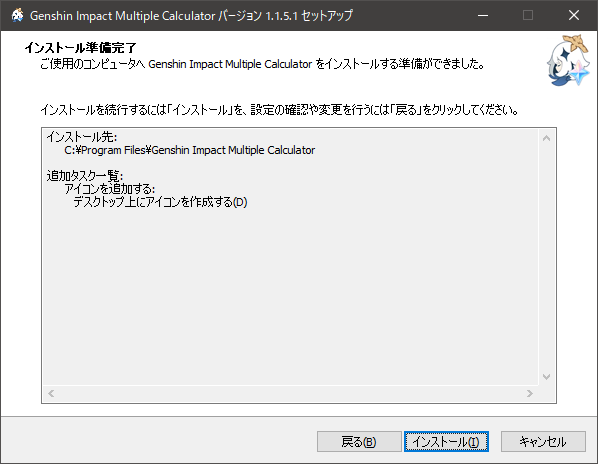 Genshin Impact Multiple Calculator バージョン 1.1.5.1 セットアップ
インストール準備完了
ご使用のコンピュータへ Genshin Impact Multiple Calculator をインストールする準備ができました。
インストールを続行するには「インストール」を、設定の確認や変更を行うには「戻る」をクリックしてください。
インストール先:
C:¥Program Files¥Genshin Impact Multiple Calculator
追加タスク一覧:
アイコンを追加する:
デスクトップ上にアイコンを作成する(D)
戻る(B)
インストール(I)
キャンセル